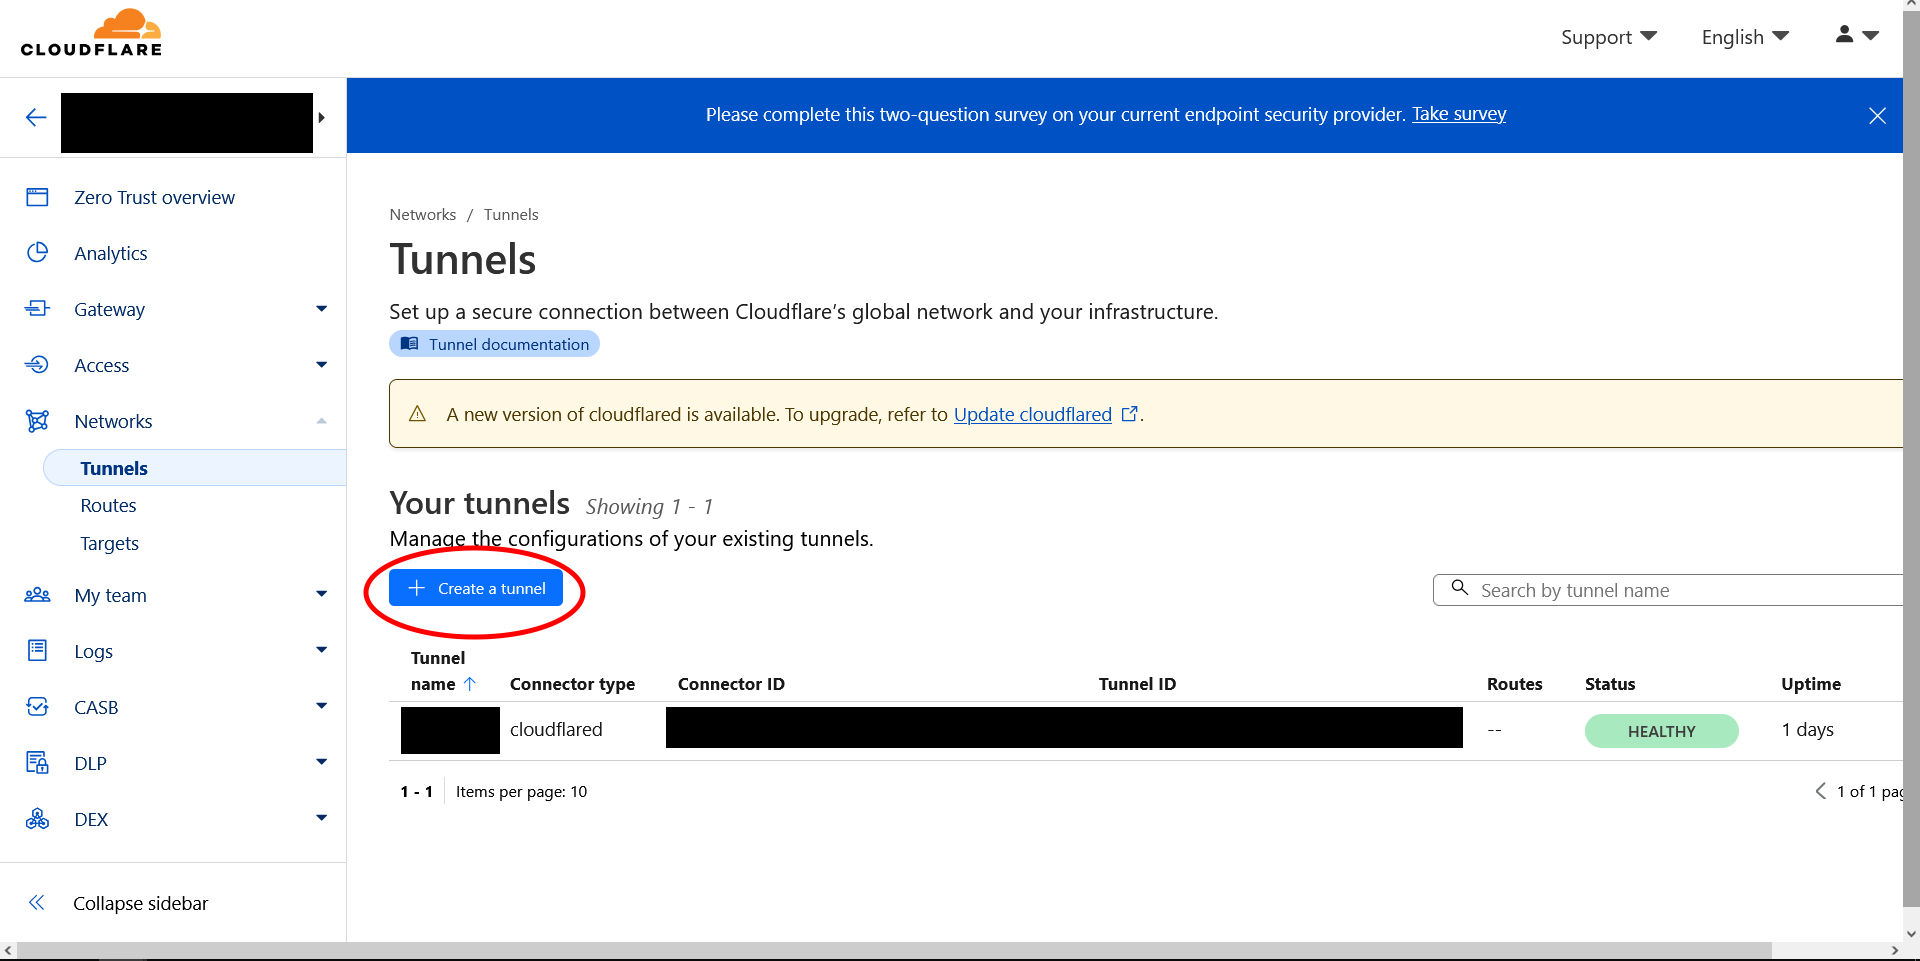 CLOUDFLARE
Support
English
Please complete this two-question survey on your current endpoint security provider. Take survey
Zero Trust overview
Analytics
Gateway
Access
Networks
Tunnels
Routes
Targets
My team
Logs
CASB
DLP
DEX
Collapse sidebar
Networks / Tunnels
Tunnels
Set up a secure connection between Cloudflare’s global network and your infrastructure.
Tunnel documentation
A new version of cloudflared is available. To upgrade, refer to Update cloudflared .
Your tunnels Showing 1 - 1
Manage the configurations of your existing tunnels.
+ Create a tunnel
Search by tunnel name
Tunnel
name Connector type Connector ID Tunnel ID Routes Status Uptime
cloudflared -- HEALTHY 1 days
1 - 1 Items per page: 10
1 of 1